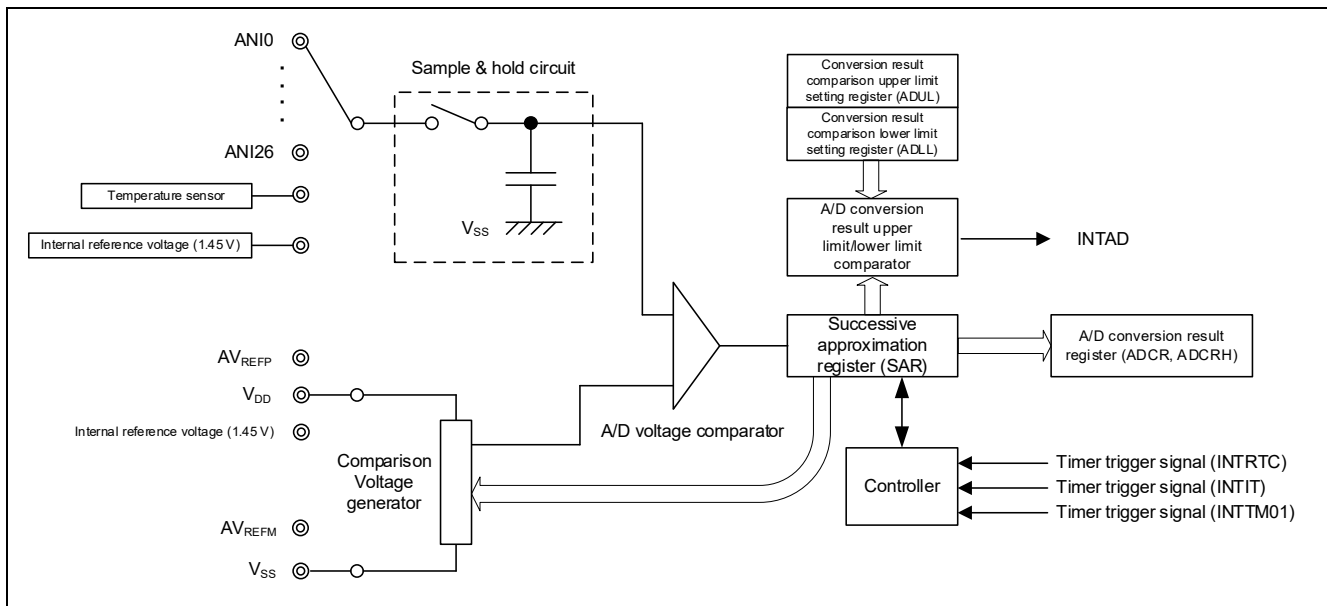 ANI0
Sample & hold circuit
ANI26
Temperature sensor
Internal reference voltage (1.45 V)
VSS
Conversion result
comparison upper limit
setting register (ADUL)
Conversion result
comparison lower limit
setting register (ADLL)
A/D conversion
result upper
limit/lower limit
comparator
INTAD
Successive
approximation
register (SAR)
A/D conversion result
register (ADCR, ADCRH)
AVREFP
VDD
Internal reference voltage (1.45 V)
A/D voltage comparator
Comparison
Voltage
generator
AVREFM
VSS
Controller
Timer trigger signal (INTRTC)
Timer trigger signal (INTIT)
Timer trigger signal (INTTM01)